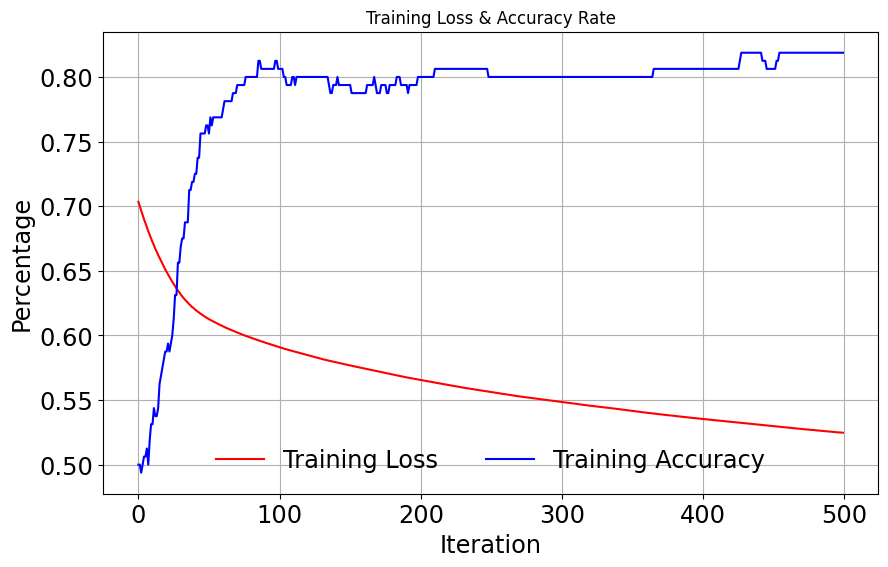 Training Loss & Accuracy Rate
0.80
0.75
0.70
0.65
0.60
0.55
0.50
Percentage
Training Loss Training Accuracy
0 100 200 300 400 500
Iteration